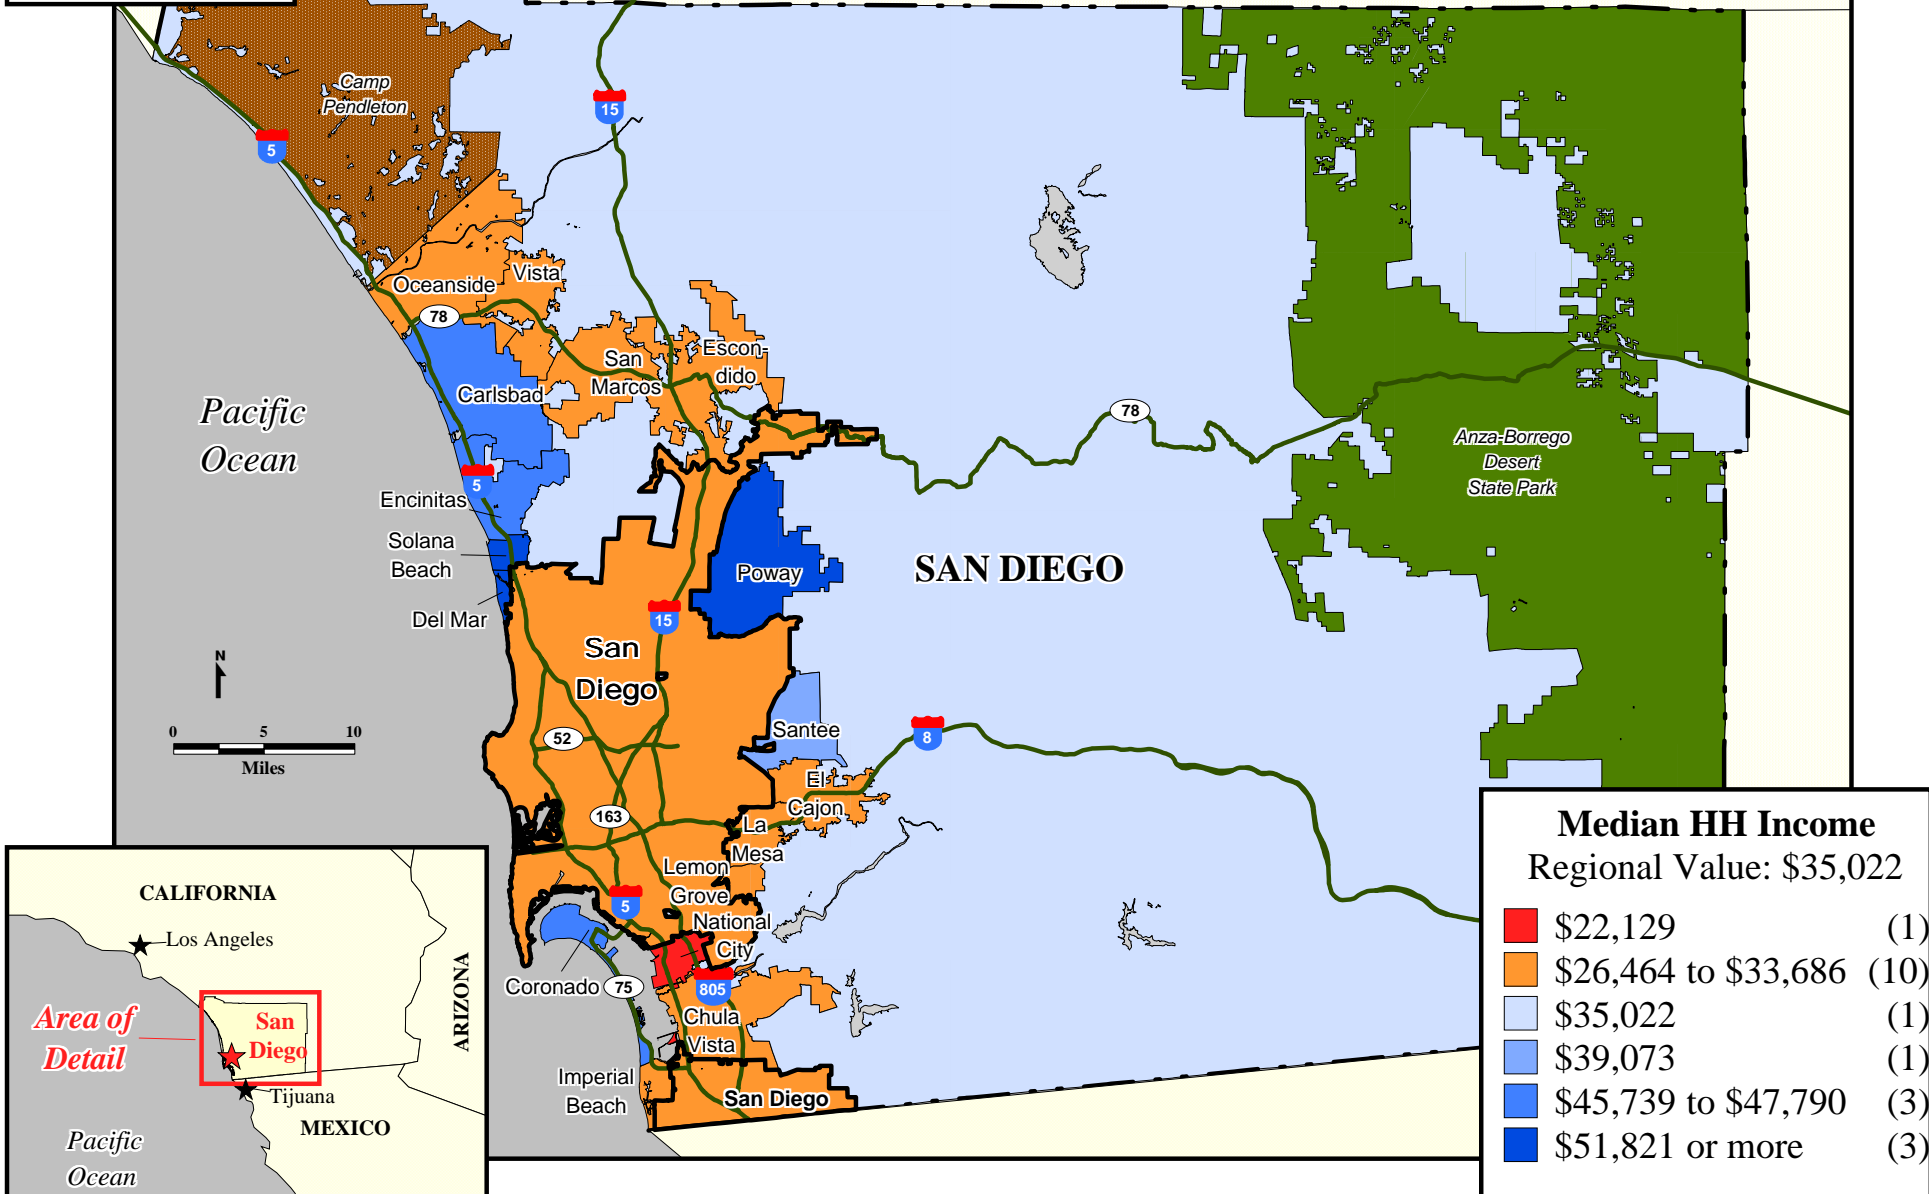 Camp
Pendleton
15
5
Vista
Oceanside
78
San
Marcos
Escon-
dido
Carlsbad
78
Pacific
Ocean
Anza-Borrego
Desert
State Park
5
Encinitas
Solana
Beach
Poway
SAN DIEGO
Del Mar
15
San
Diego
N
0 5 10
Miles
52
Santee
8
El
Cajon
163
La
Mesa
Lemon
Grove
5
National
City
Coronado
75
805
Chula
Vista
Imperial
Beach
San Diego
CALIFORNIA
Los Angeles
ARIZONA
Area of
Detail
San
Diego
Tijuana
MEXICO
Pacific
Ocean
Median HH Income
Regional Value: $35,022
$22,129 (1)
$26,464 to $33,686 (10)
$35,022 (1)
$39,073 (1)
$45,739 to $47,790 (3)
$51,821 or more (3)